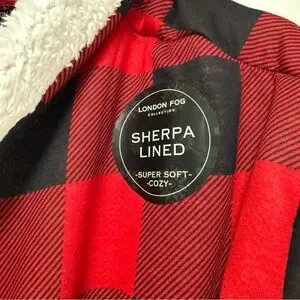 LONDON FOG
COLLECTION
SHERPA
LINED
-SUPER SOFT-
-COZY-